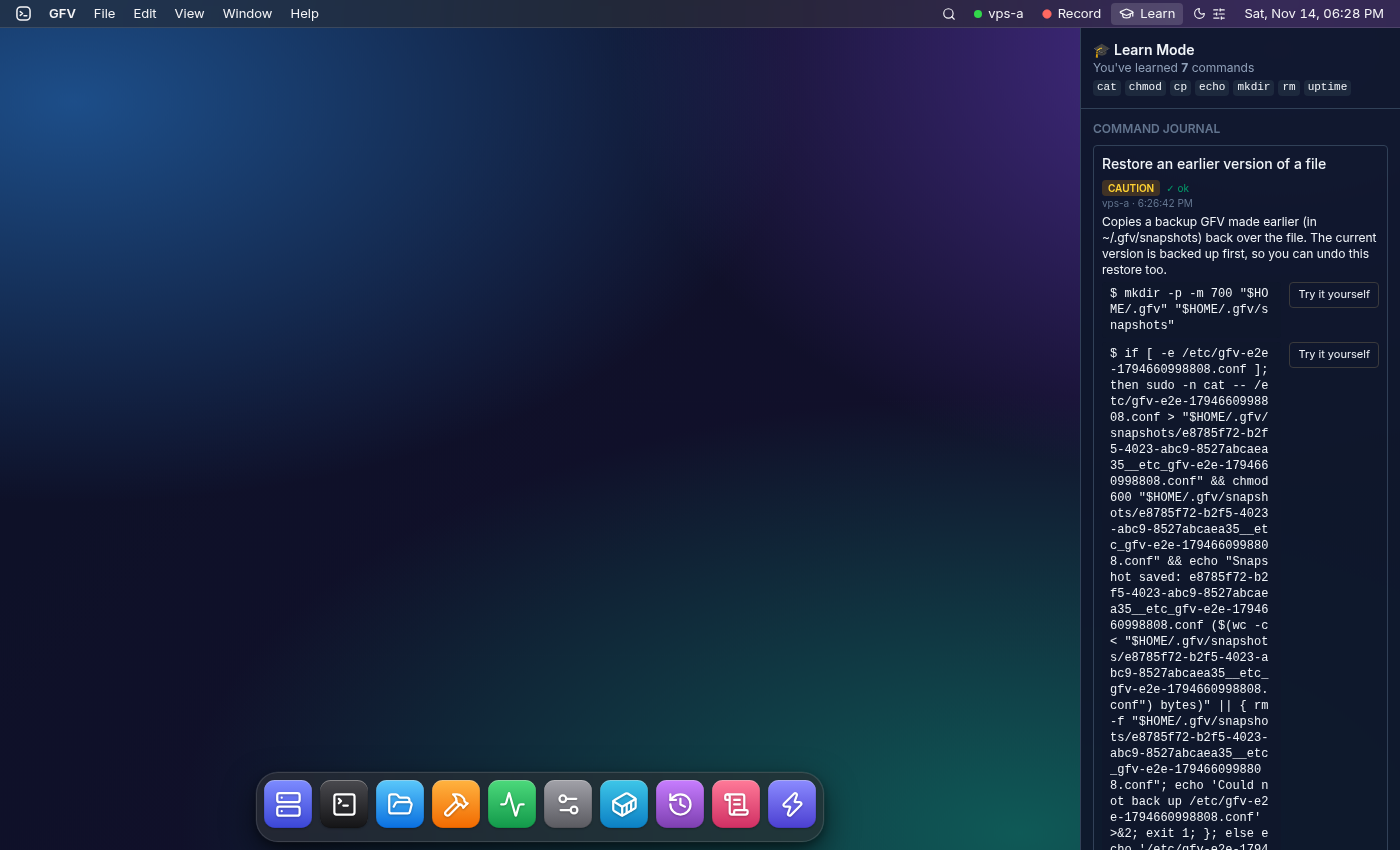 GFV File Edit View Window Help vps-a Record Learn Sat, Nov 14, 06:28 PM
🎓 Learn Mode
You've learned 7 commands
cat chmod cp echo mkdir rm uptime
COMMAND JOURNAL
Restore an earlier version of a file
CAUTION ✓ ok
vps-a · 6:26:42 PM
Copies a backup GFV made earlier (in
~/.gfv/snapshots) back over the file. The current
version is backed up first, so you can undo this
restore too.
$ mkdir -p -m 700 "$HO Try it yourself
ME/.gfv" "$HOME/.gfv/s
napshots"
$ if [ -e /etc/gfv-e2e Try it yourself
-1794660998808.conf ];
then sudo -n cat -- /e
tc/gfv-e2e-17946609988
08.conf > "$HOME/.gfv/
snapshots/e8785f72-b2f
5-4023-abc9-8527abcaea
35__etc_gfv-e2e-179466
0998808.conf" && chmod
600 "$HOME/.gfv/snapsh
ots/e8785f72-b2f5-4023
-abc9-8527abcaea35__et
c_gfv-e2e-179466099880
8.conf" && echo "Snaps
hot saved: e8785f72-b2
f5-4023-abc9-8527abcae
a35__etc_gfv-e2e-17946
60998808.conf ($(wc -c
< "$HOME/.gfv/snapshot
s/e8785f72-b2f5-4023-a
bc9-8527abcaea35__etc_
gfv-e2e-1794660998808.
conf") bytes)" || { rm
-f "$HOME/.gfv/snapsho
ts/e8785f72-b2f5-4023-
abc9-8527abcaea35__etc
_gfv-e2e-179466099880
8.conf"; echo 'Could n
ot back up /etc/gfv-e2
e-1794660998808.conf'
>&2; exit 1; }; else e
cho '/etc/gfv-e2e-1794